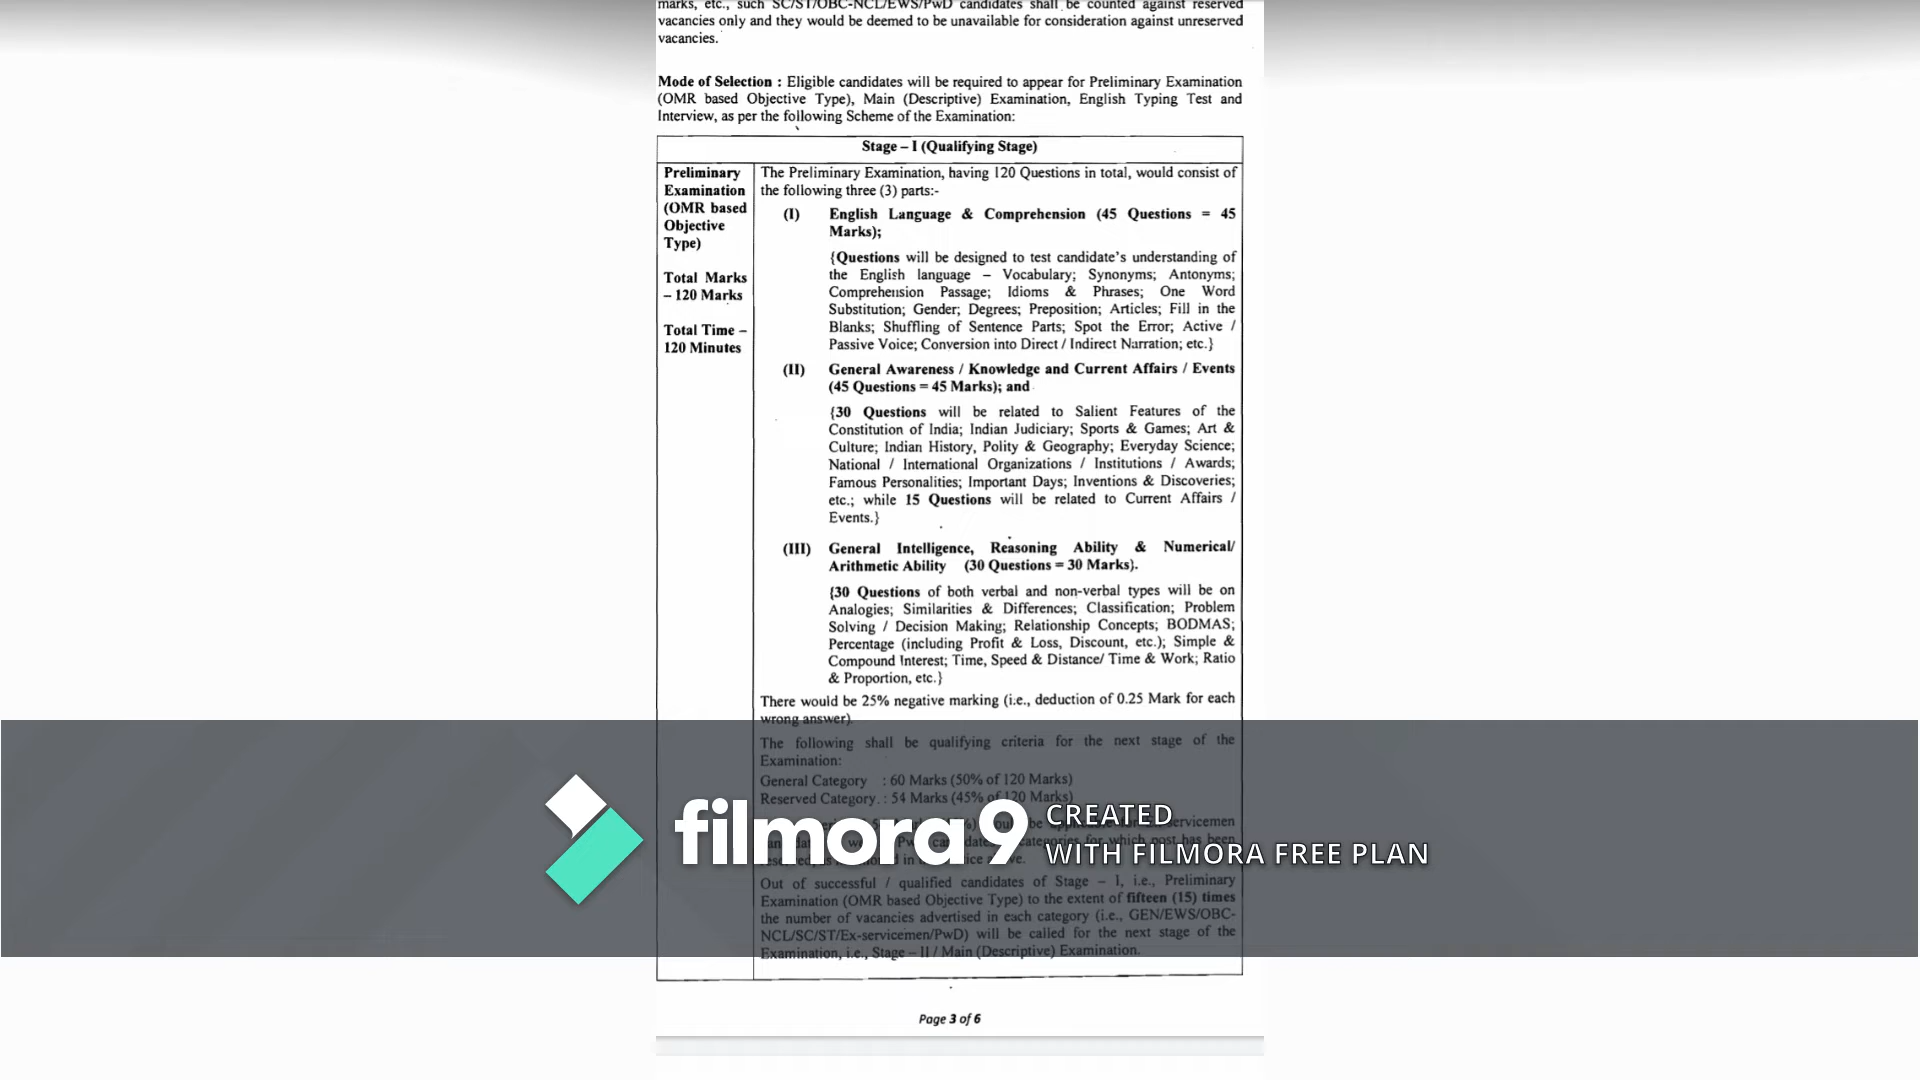 marks, etc., such SC/ST/OBC-NCL/EWS/PwD candidates shall be counted against reserved
vacancies only and they would be deemed to be unavailable for consideration against unreserved
vacancies.
Mode of Selection : Eligible candidates will be required to appear for Preliminary Examination
(OMR based Objective Type), Main (Descriptive) Examination, English Typing Test and
Interview, as per the following Scheme of the Examination:
Stage – I (Qualifying Stage)
Preliminary
Examination
(OMR based
Objective
Type)
Total Marks
– 120 Marks
Total Time –
120 Minutes
The Preliminary Examination, having 120 Questions in total, would consist of
the following three (3) parts:-
(I) English Language & Comprehension (45 Questions = 45
Marks);
{Questions will be designed to test candidate's understanding of
the English language – Vocabulary; Synonyms; Antonyms;
Comprehension Passage; Idioms & Phrases; One Word
Substitution; Gender; Degrees; Preposition; Articles; Fill in the
Blanks; Shuffling of Sentence Parts; Spot the Error; Active /
Passive Voice; Conversion into Direct / Indirect Narration; etc.}
(II) General Awareness / Knowledge and Current Affairs / Events
(45 Questions = 45 Marks); and
{30 Questions will be related to Salient Features of the
Constitution of India; Indian Judiciary; Sports & Games; Art &
Culture; Indian History, Polity & Geography; Everyday Science;
National / International Organizations / Institutions / Awards;
Famous Personalities; Important Days; Inventions & Discoveries;
etc.; while 15 Questions will be related to Current Affairs /
Events.}
(III) General Intelligence, Reasoning Ability & Numerical/
Arithmetic Ability (30 Questions = 30 Marks).
{30 Questions of both verbal and non-verbal types will be on
Analogies; Similarities & Differences; Classification; Problem
Solving / Decision Making; Relationship Concepts; BODMAS;
Percentage (including Profit & Loss, Discount, etc.); Simple &
Compound Interest; Time, Speed & Distance/ Time & Work; Ratio
& Proportion, etc.}
There would be 25% negative marking (i.e., deduction of 0.25 Mark for each
wrong answer).
The following shall be qualifying criteria for the next stage of the
Examination:
General Category : 60 Marks (50% of 120 Marks)
Reserved Category. : 54 Marks (45% of 120 Marks)
filmora 9
CREATED
WITH FILMORA FREE PLAN
Out of successful / qualified candidates of Stage – I, i.e., Preliminary
Examination (OMR based Objective Type) to the extent of fifteen (15) times
the number of vacancies advertised in each category (i.e., GEN/EWS/OBC-
NCL/SC/ST/Ex-servicemen/PwD) will be called for the next stage of the
Examination, i.e., Stage – II / Main (Descriptive) Examination.
Page 3 of 6